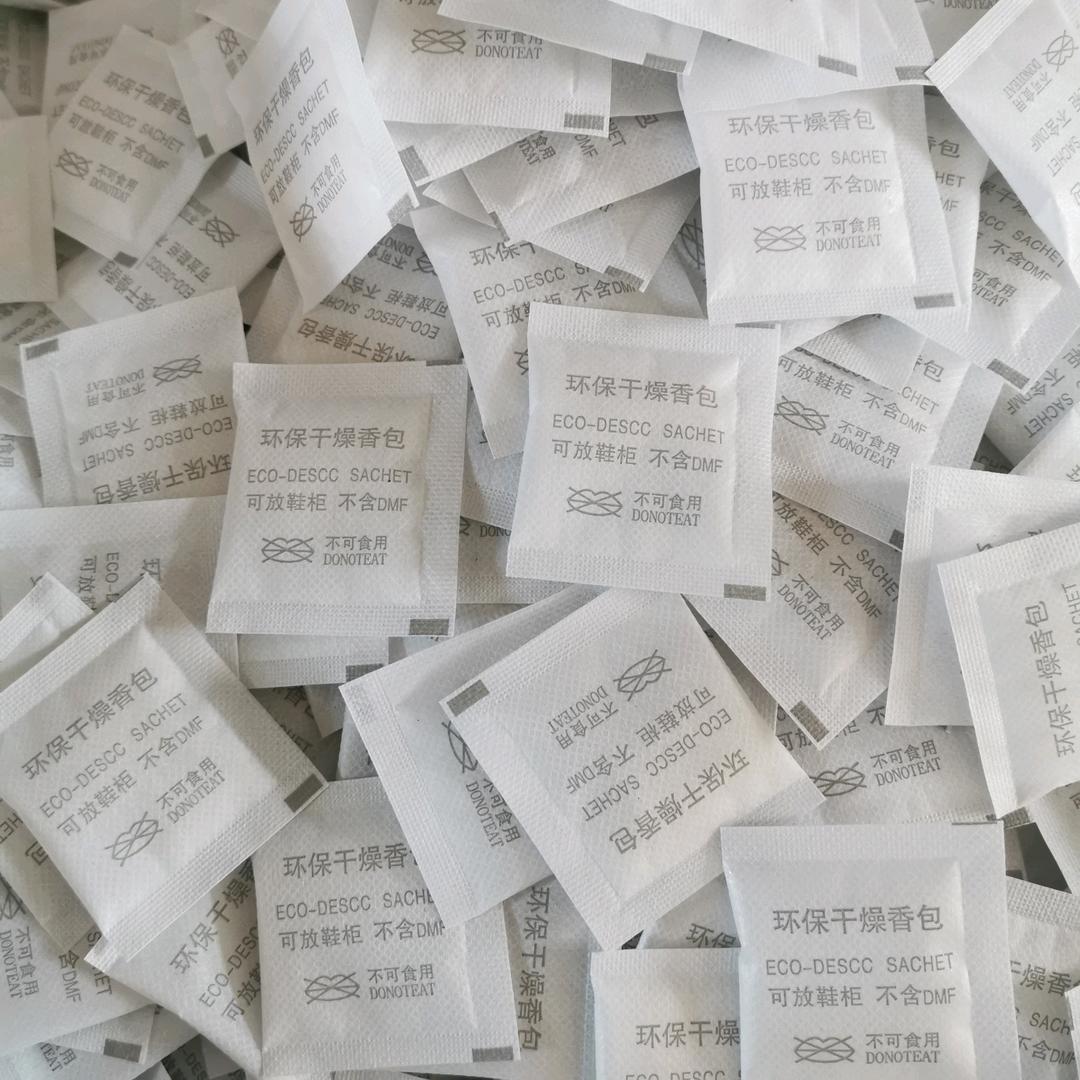 环保干燥香包
ECO-DESCC SACHET
可放鞋柜 不含DMF
不可食用
DONOTEAT